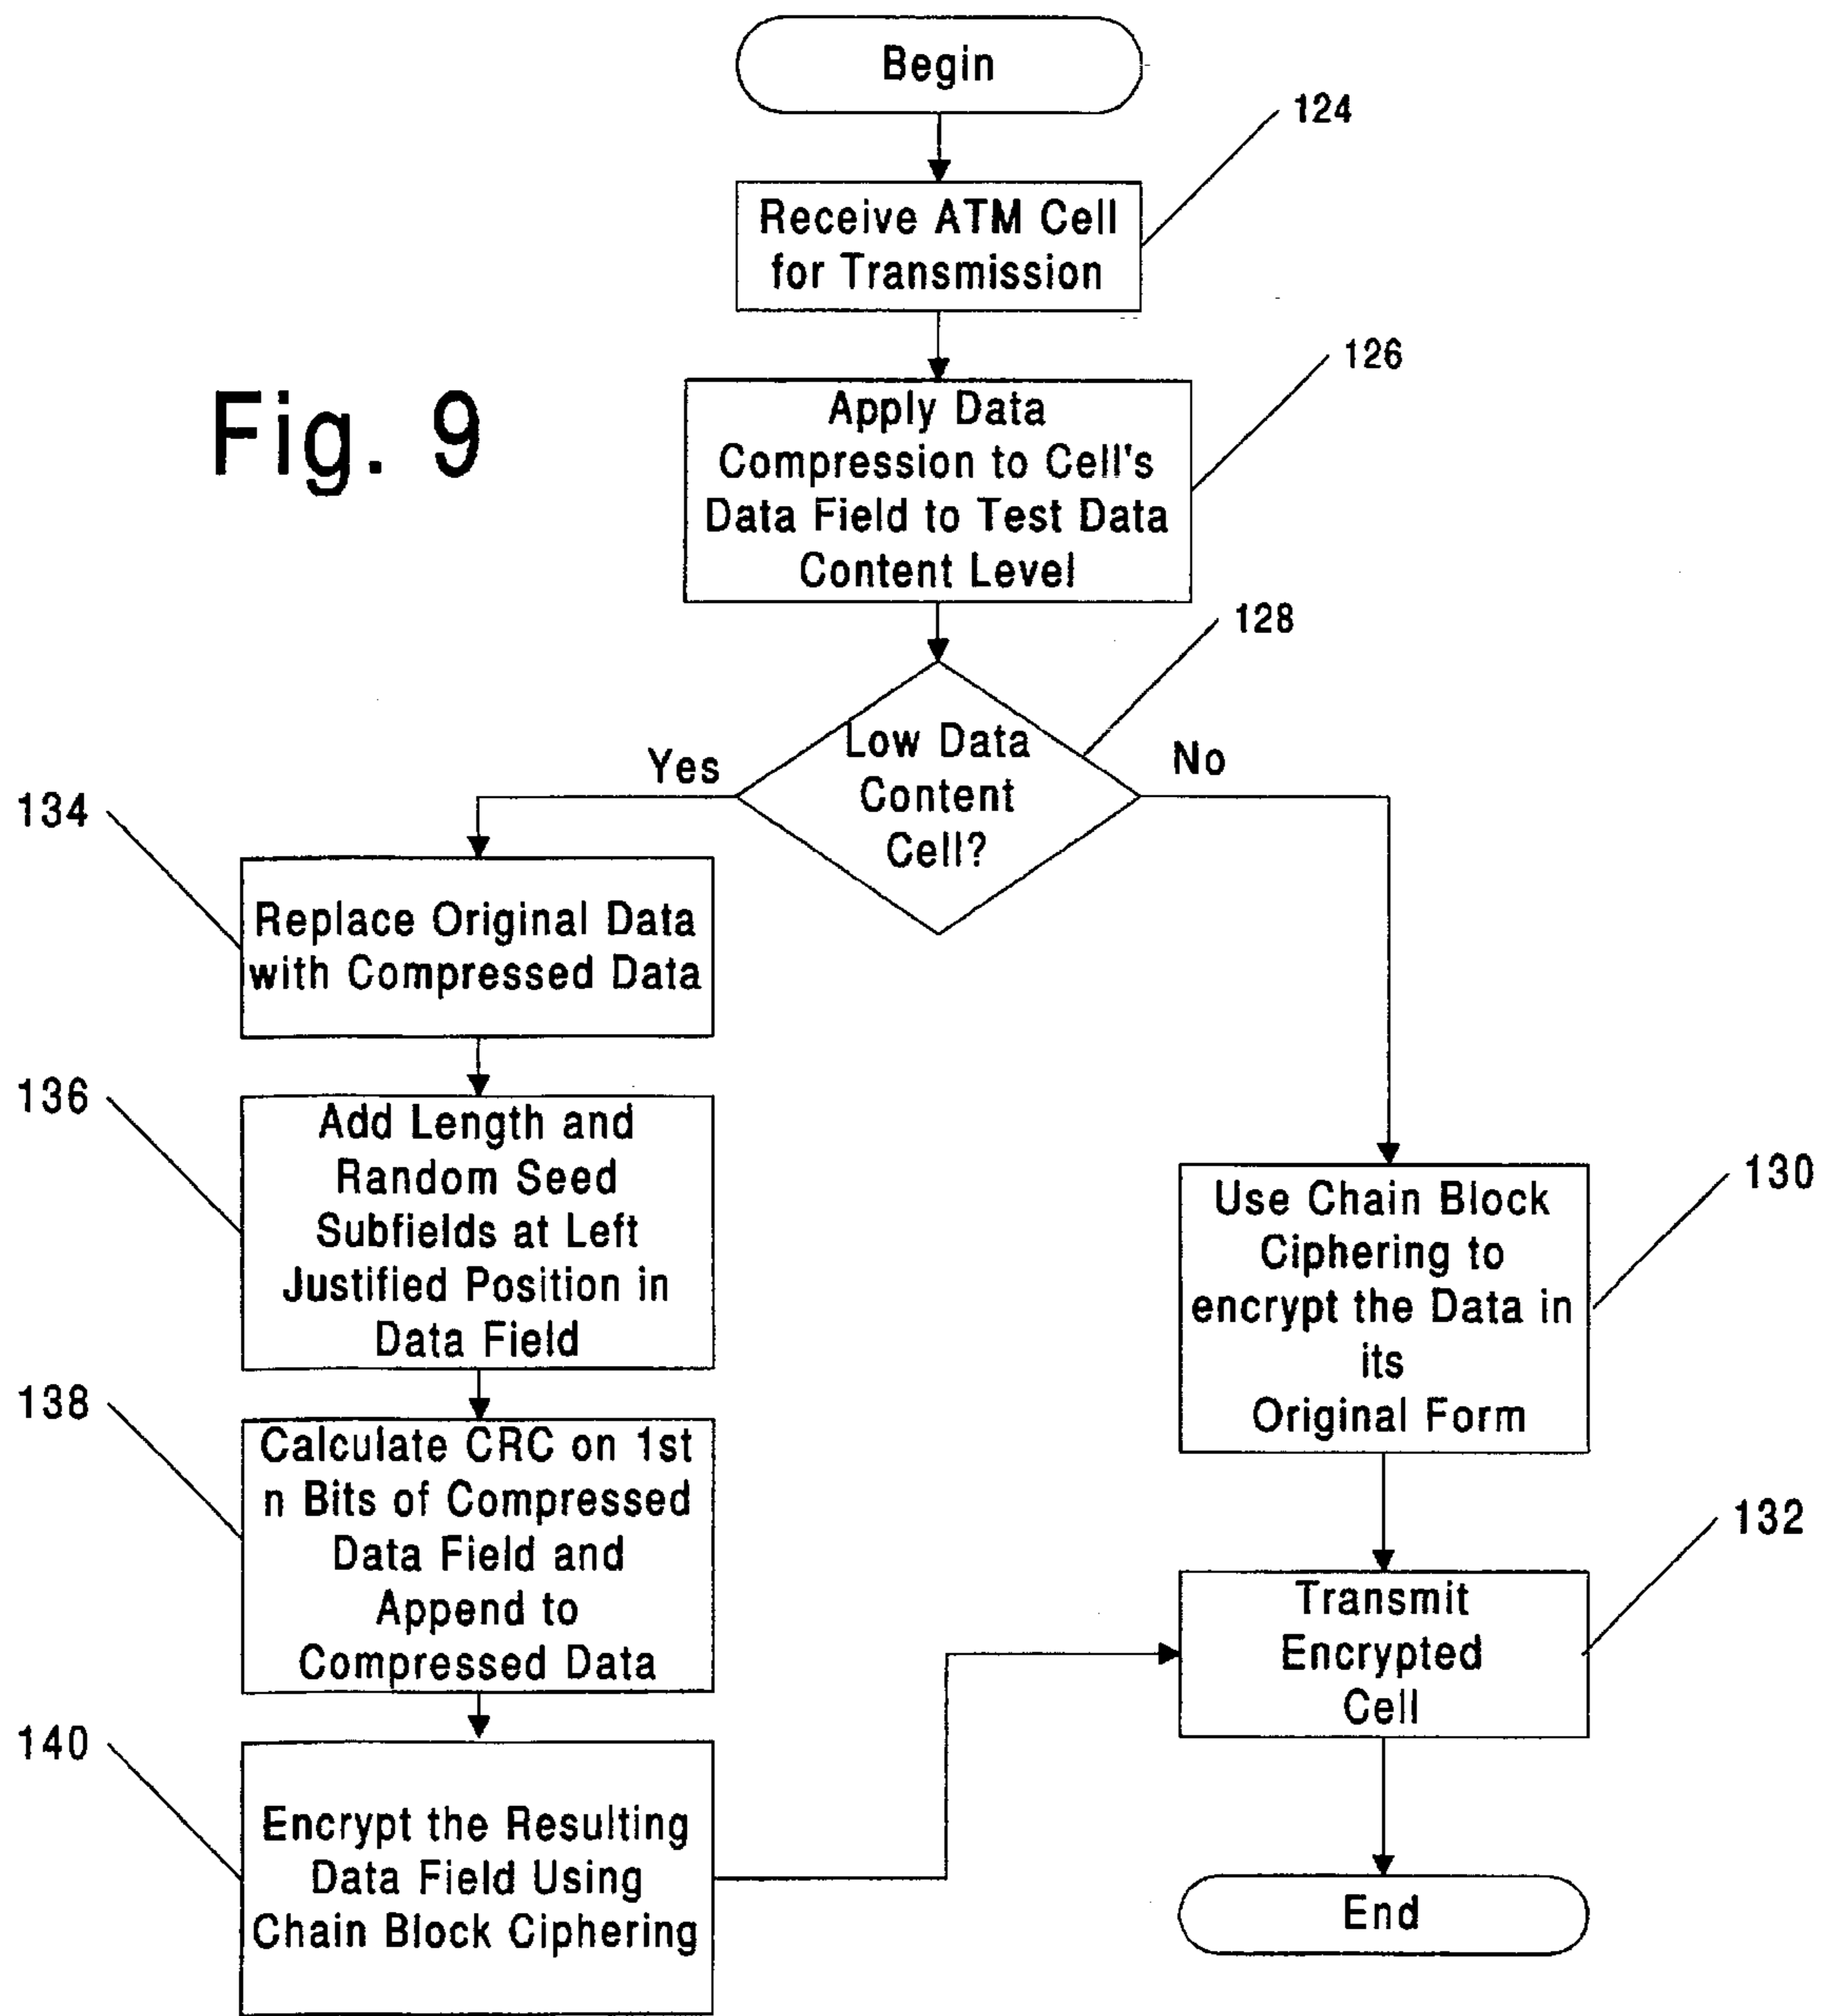 Begin
124
Receive ATM Cell
for Transmission
126
Fig. 9
Apply Data
Compression to Cell's
Data Field to Test Data
Content Level
128
Low Data
Content
Cell?
Yes
No
134
Replace Original Data
with Compressed Data
136
Add Length and
Random Seed
Subfields at Left
Justified Position in
Data Field
130
Use Chain Block
Ciphering to
encrypt the Data in
its
Original Form
138
Calculate CRC on 1st
n Bits of Compressed
Data Field and
Append to
Compressed Data
132
Transmit
Encrypted
Cell
140
Encrypt the Resulting
Data Field Using
Chain Block Ciphering
End